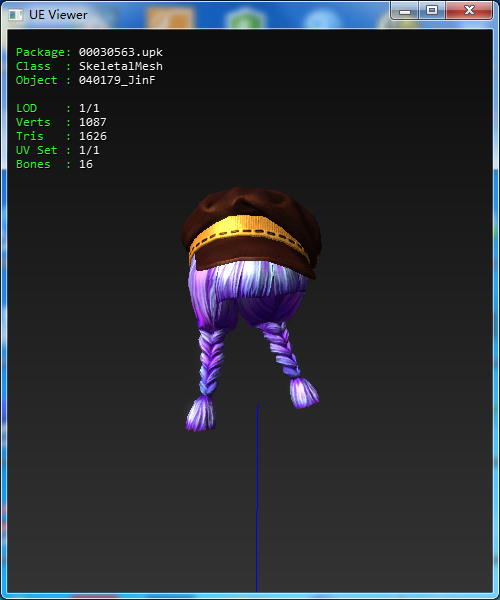 UE Viewer
Package: 00030563.upk
Class : SkeletalMesh
Object : 040179_JinF
LOD : 1/1
Verts : 1087
Tris : 1626
UV Set : 1/1
Bones : 16